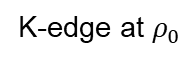 K-edge at ρ₀